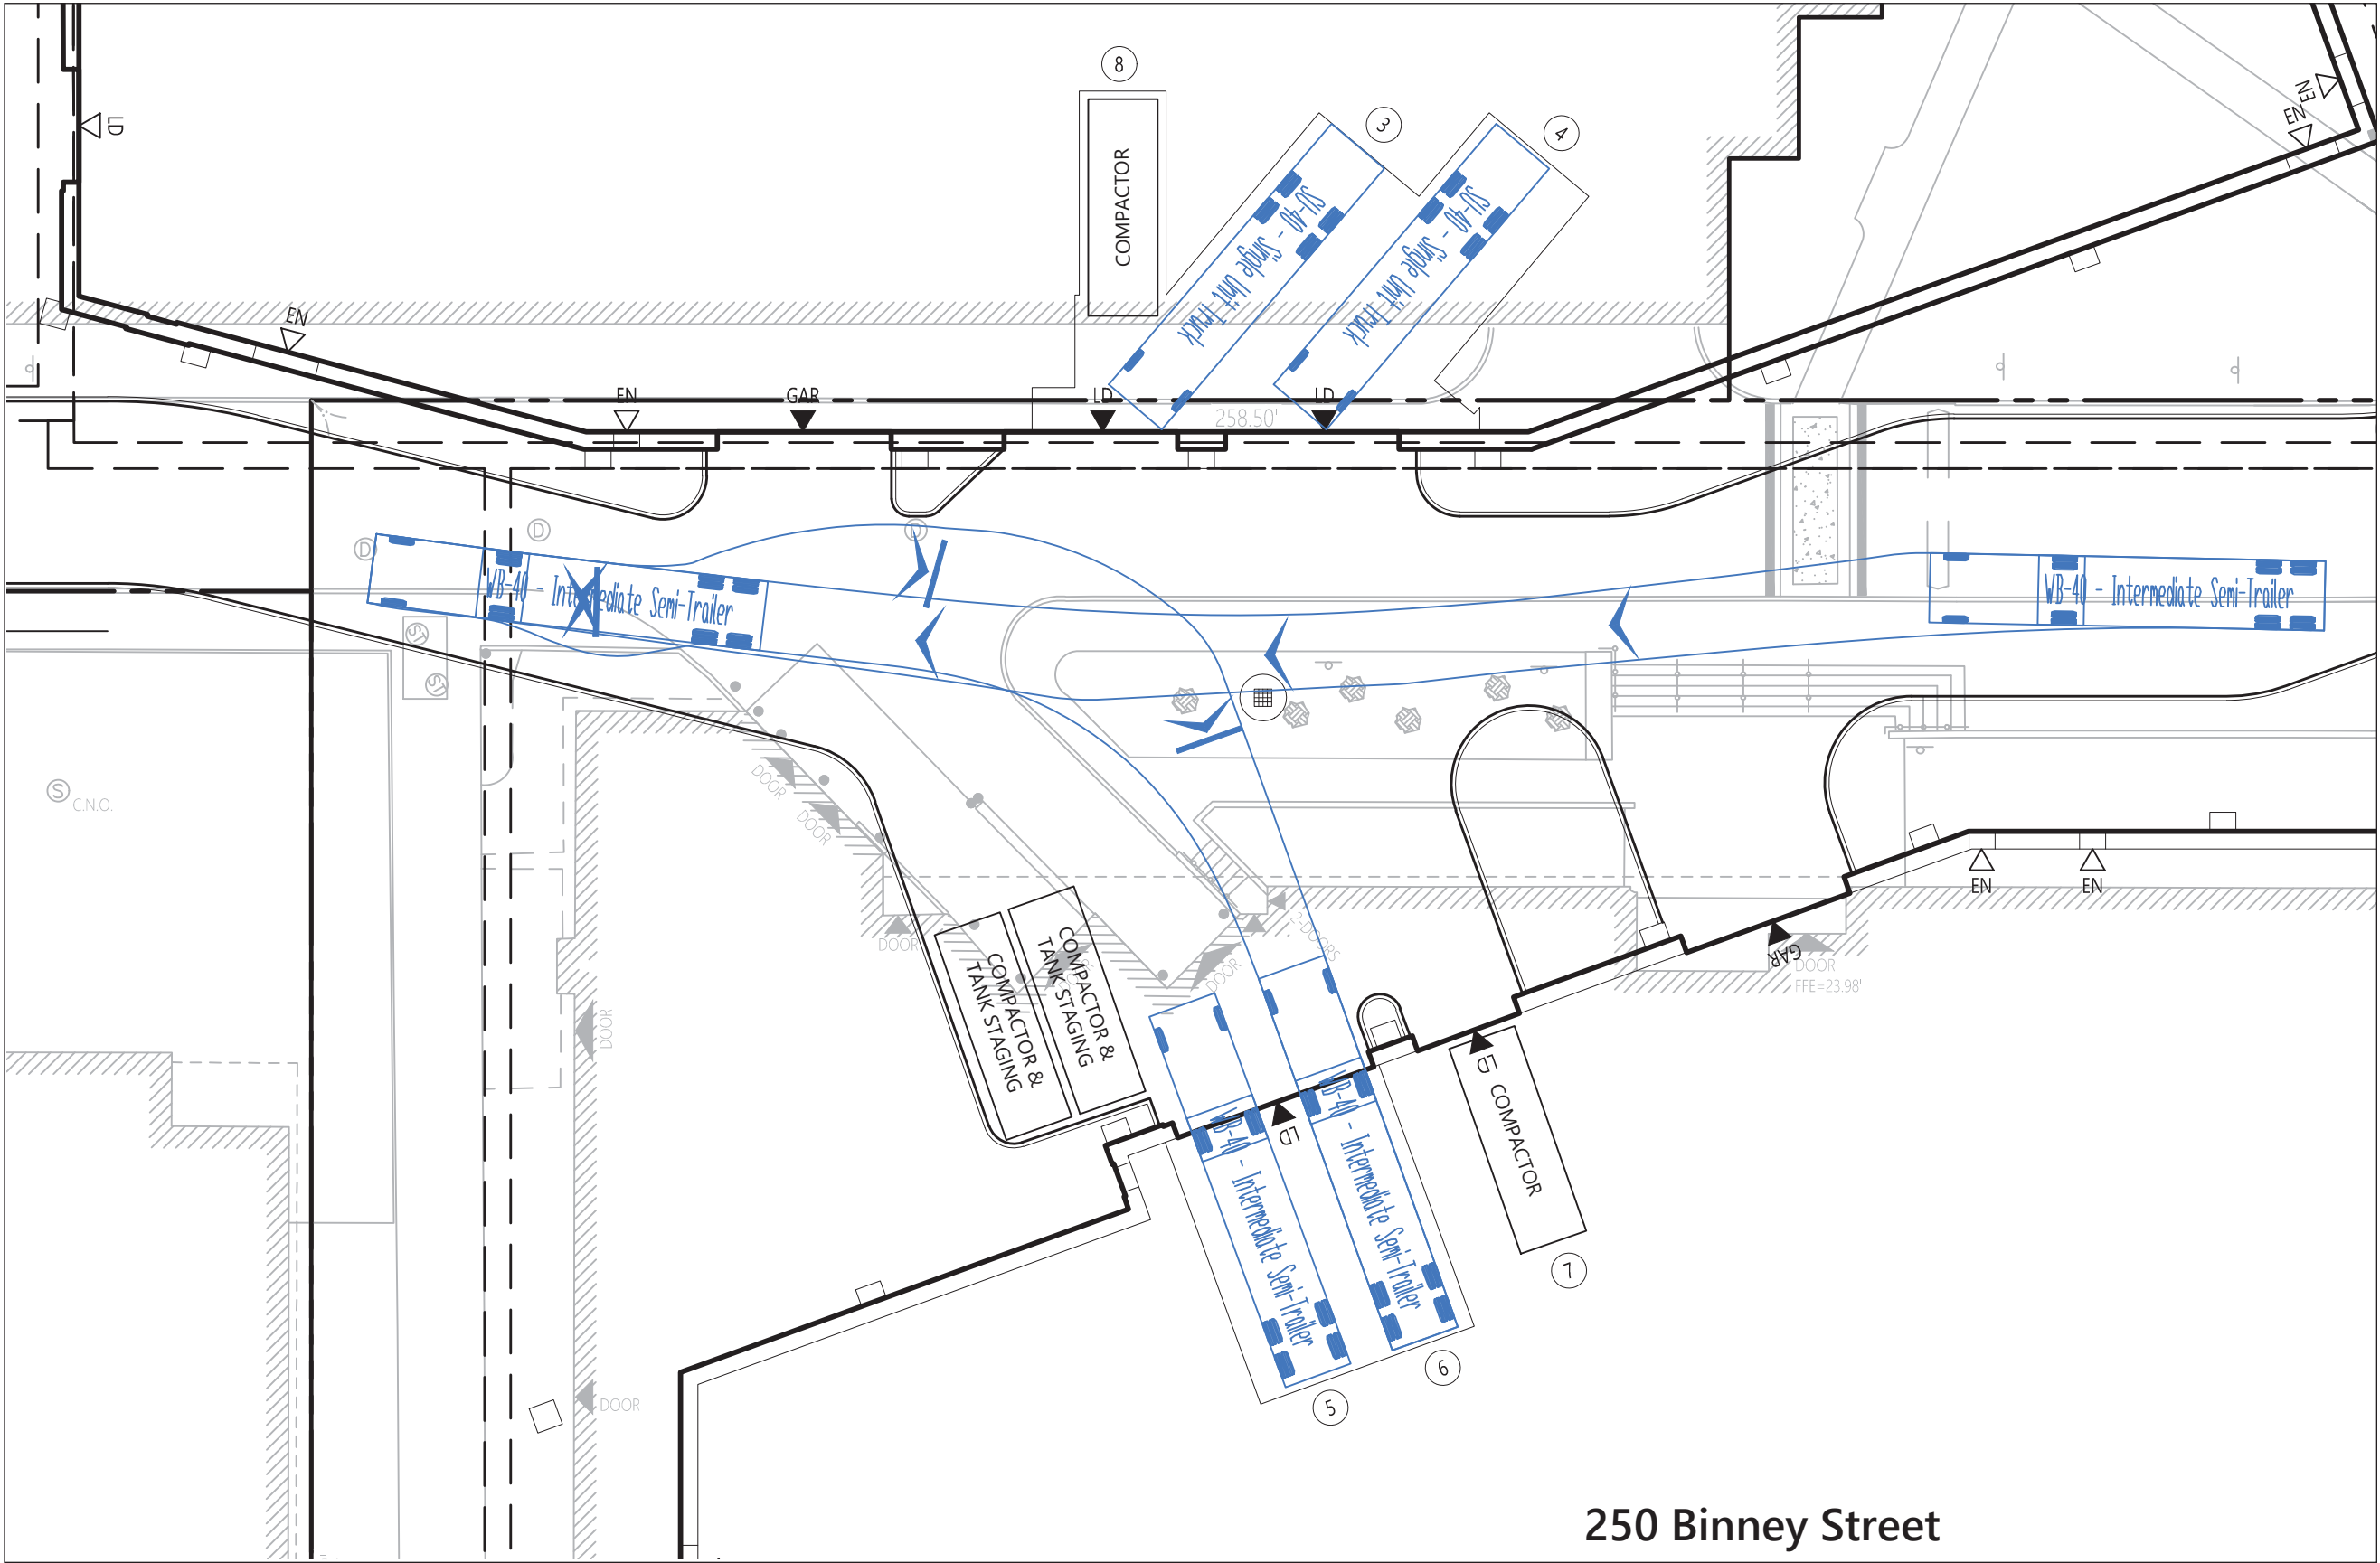 8
3
4
EN
EN
LD
COMPACTOR
SU-40 - Single Unit Truck
SU-40 - Single Unit Truck
EN
EN
GAR
LD
LD
258.50'
D
D
D
WB-40 - Intermediate Semi-Trailer
WB-40 - Intermediate Semi-Trailer
ST
ST
S
C.N.O.
DOOR
DOOR
DOOR
2-DOORS
DOOR
EN
EN
GAR
DOOR
FFE=23.98'
COMPACTOR &
TANK STAGING
COMPACTOR &
TANK STAGING
DOOR
LD
COMPACTOR
LD
WB-40 - Intermediate Semi-Trailer
WB-40 - Intermediate Semi-Trailer
7
6
5
DOOR
250 Binney Street